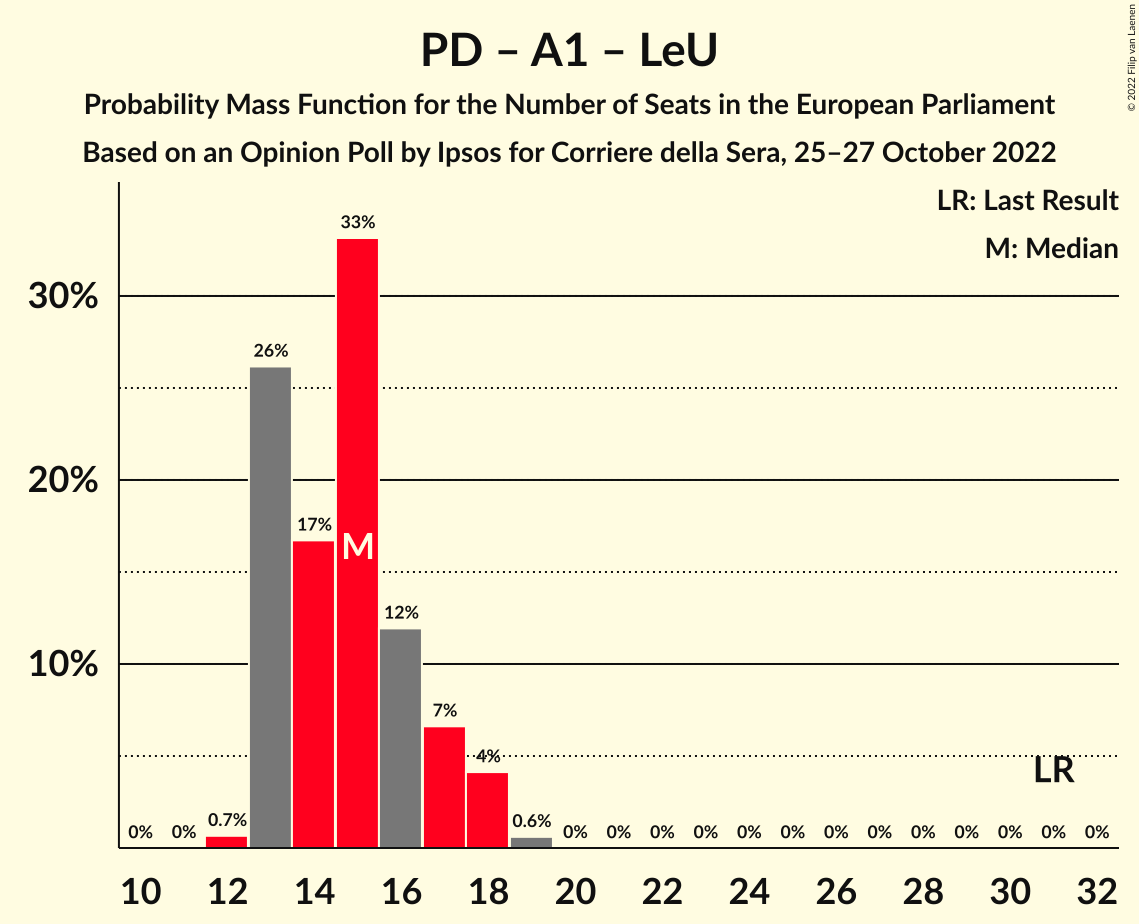 PD – A1 – LeU
Probability Mass Function for the Number of Seats in the European Parliament
Based on an Opinion Poll by Ipsos for Corriere della Sera, 25–27 October 2022
© 2022 Filip van Laenen
LR: Last Result
M: Median
30%
20%
10%
0% 0% 0.7% 26% 17% 33% 12% 7% 4% 0.6% 0% 0% 0% 0% 0% 0% 0% 0% 0% 0% 0% 0% 0%
M
LR
10 12 14 16 18 20 22 24 26 28 30 32